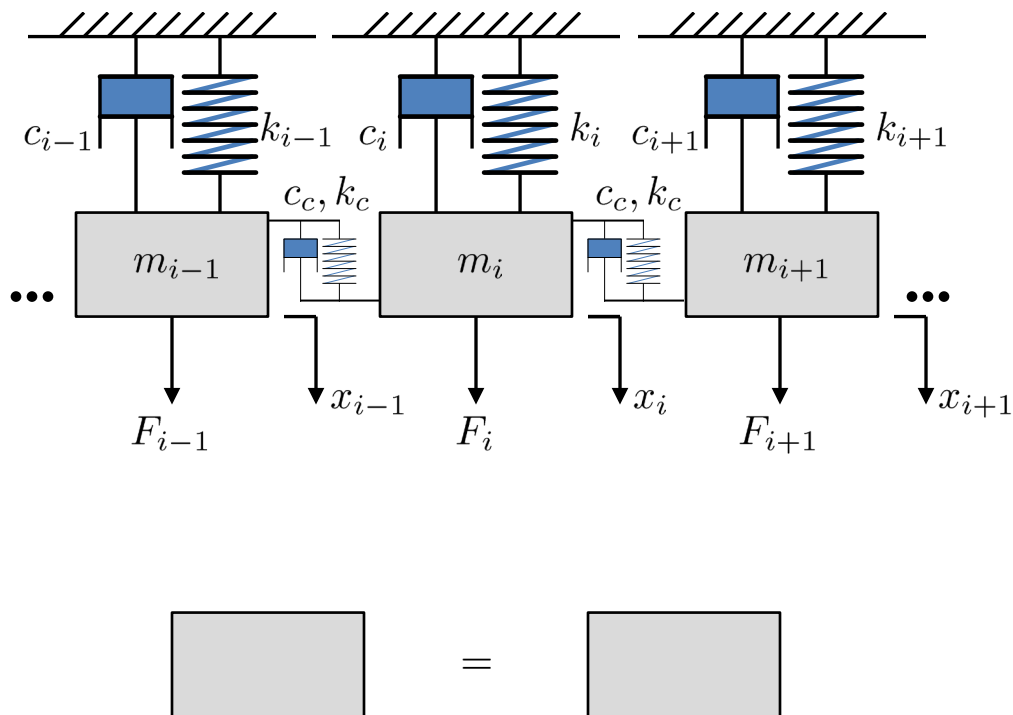 c_{i-1} k_{i-1} c_i k_i c_{i+1} k_{i+1}
c_c, k_c c_c, k_c
m_{i-1} m_i m_{i+1}
••• •••
x_{i-1} x_i x_{i+1}
F_{i-1} F_i F_{i+1}
=